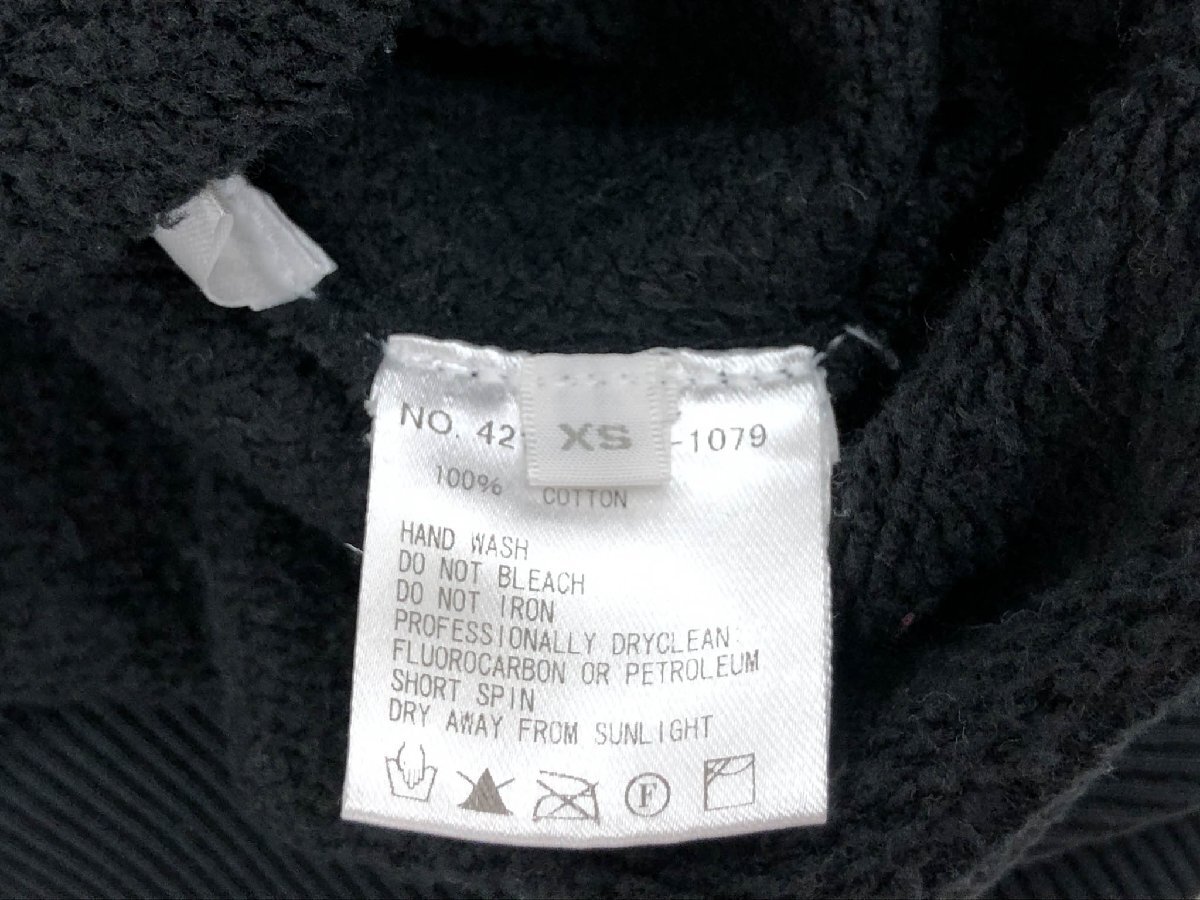 NO. 42 XS -1079
100% COTTON
HAND WASH
DO NOT BLEACH
DO NOT IRON
PROFESSIONALLY DRYCLEAN:
FLUOROCARBON OR PETROLEUM
SHORT SPIN
DRY AWAY FROM SUNLIGHT
F